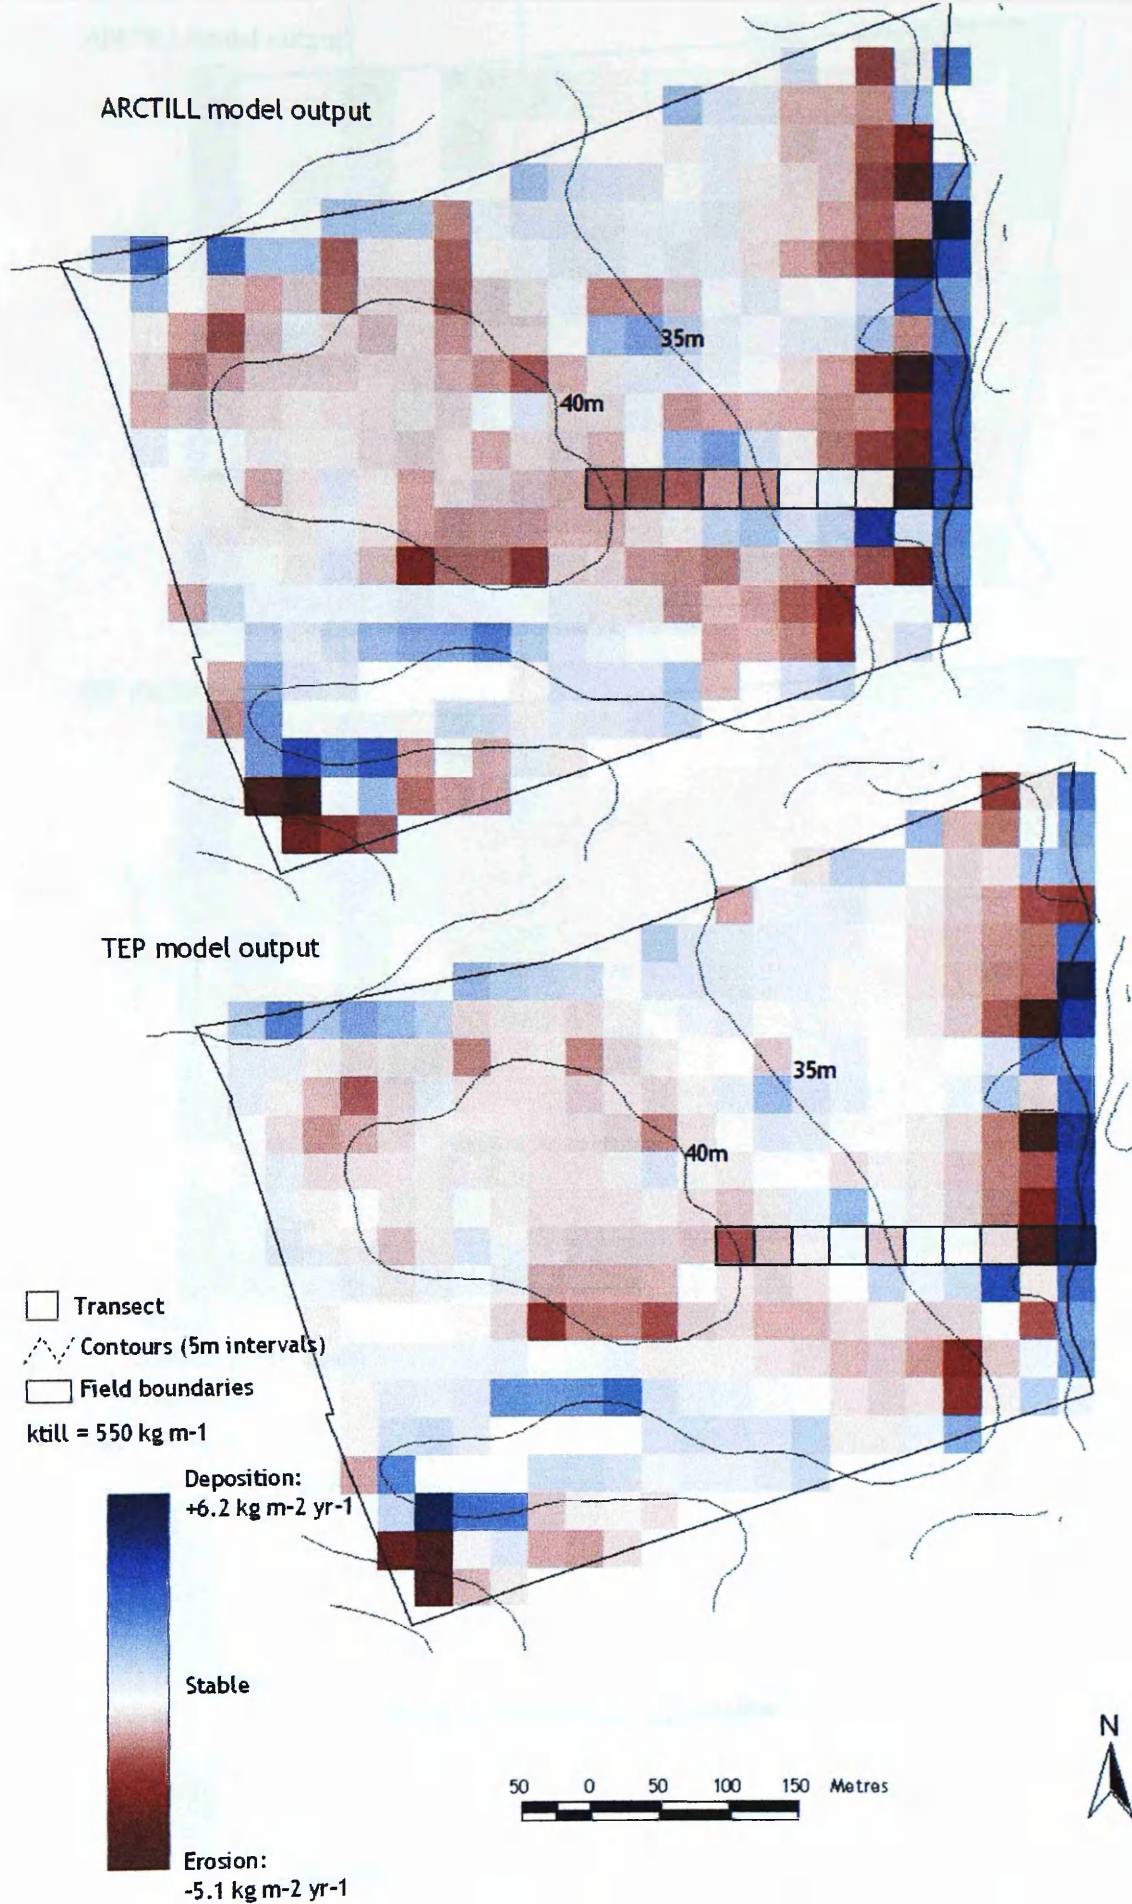 ARCTILL model output
35m
40m
TEP model output
35m
40m
Transect
Contours (5m intervals)
Field boundaries
ktill = 550 kg m-1
Deposition:
+6.2 kg m-2 yr-1
Stable
Erosion:
-5.1 kg m-2 yr-1
50 0 50 100 150 Metres
N